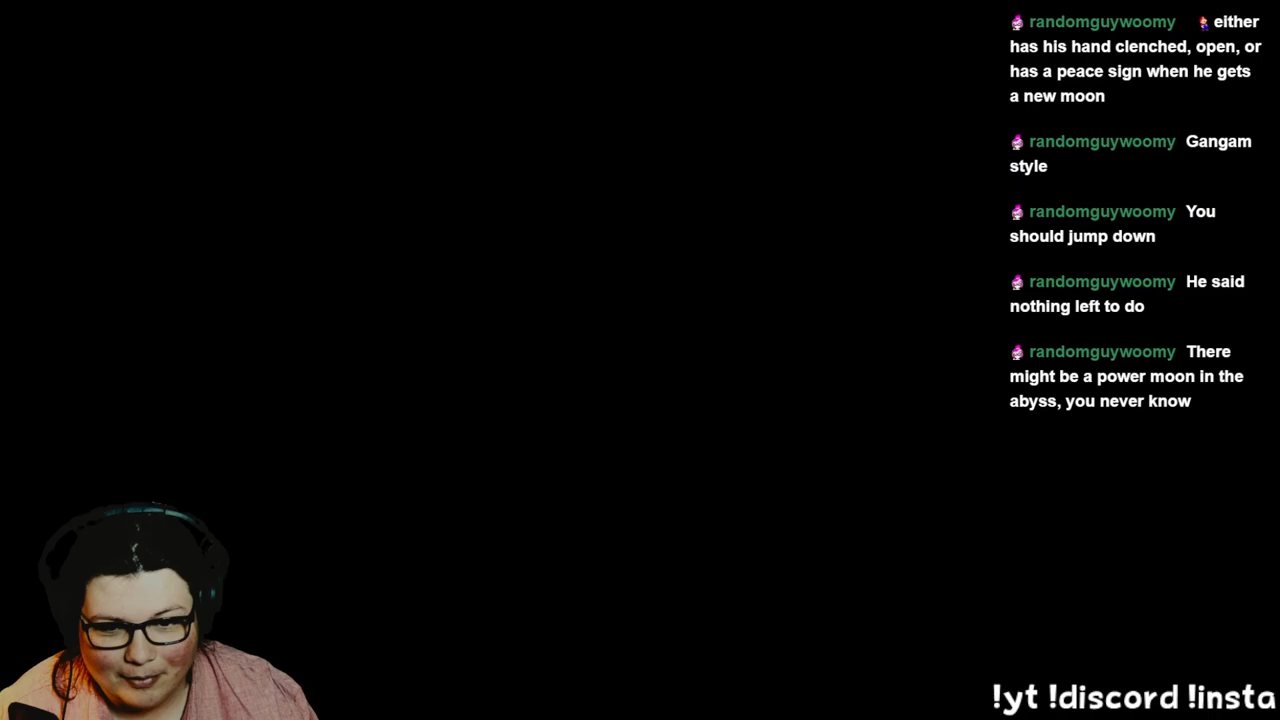 randomguywoomy either
has his hand clenched, open, or
has a peace sign when he gets
a new moon
randomguywoomy Gangam
style
randomguywoomy You
should jump down
randomguywoomy He said
nothing left to do
randomguywoomy There
might be a power moon in the
abyss, you never know
!yt !discord !insta